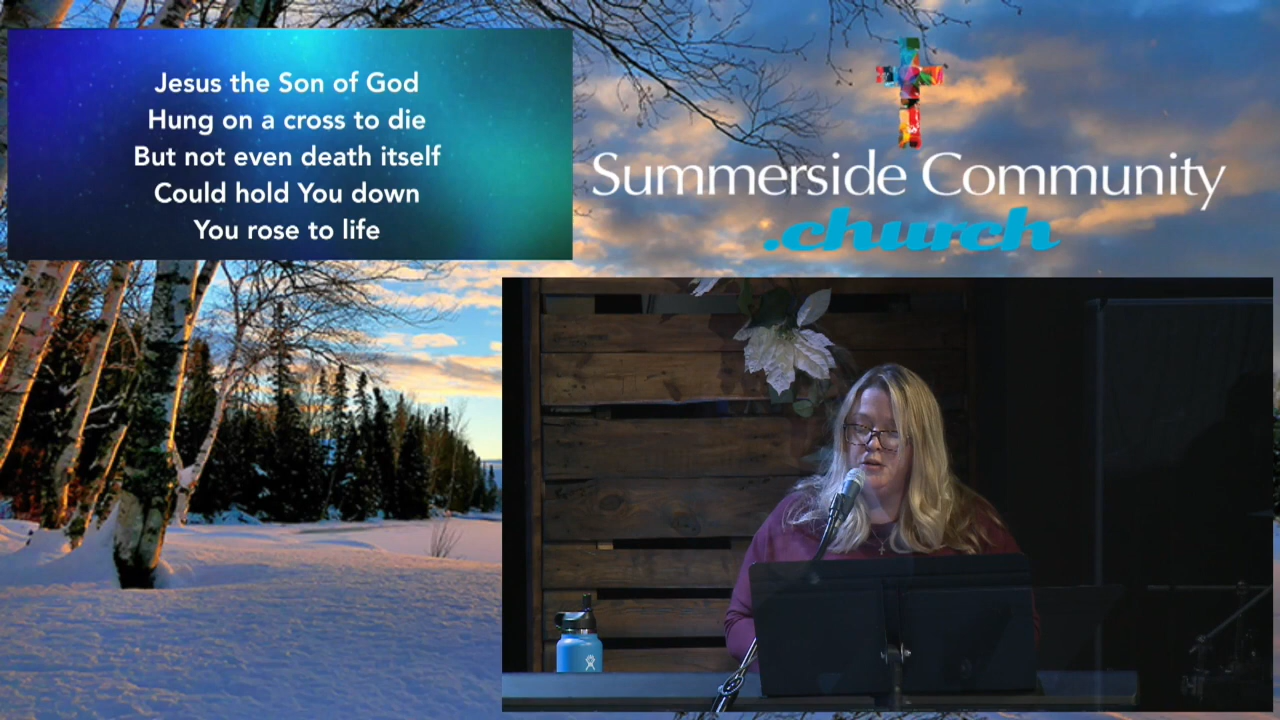 Jesus the Son of God
Hung on a cross to die
But not even death itself
Could hold You down
You rose to life
Summerside Community
.church